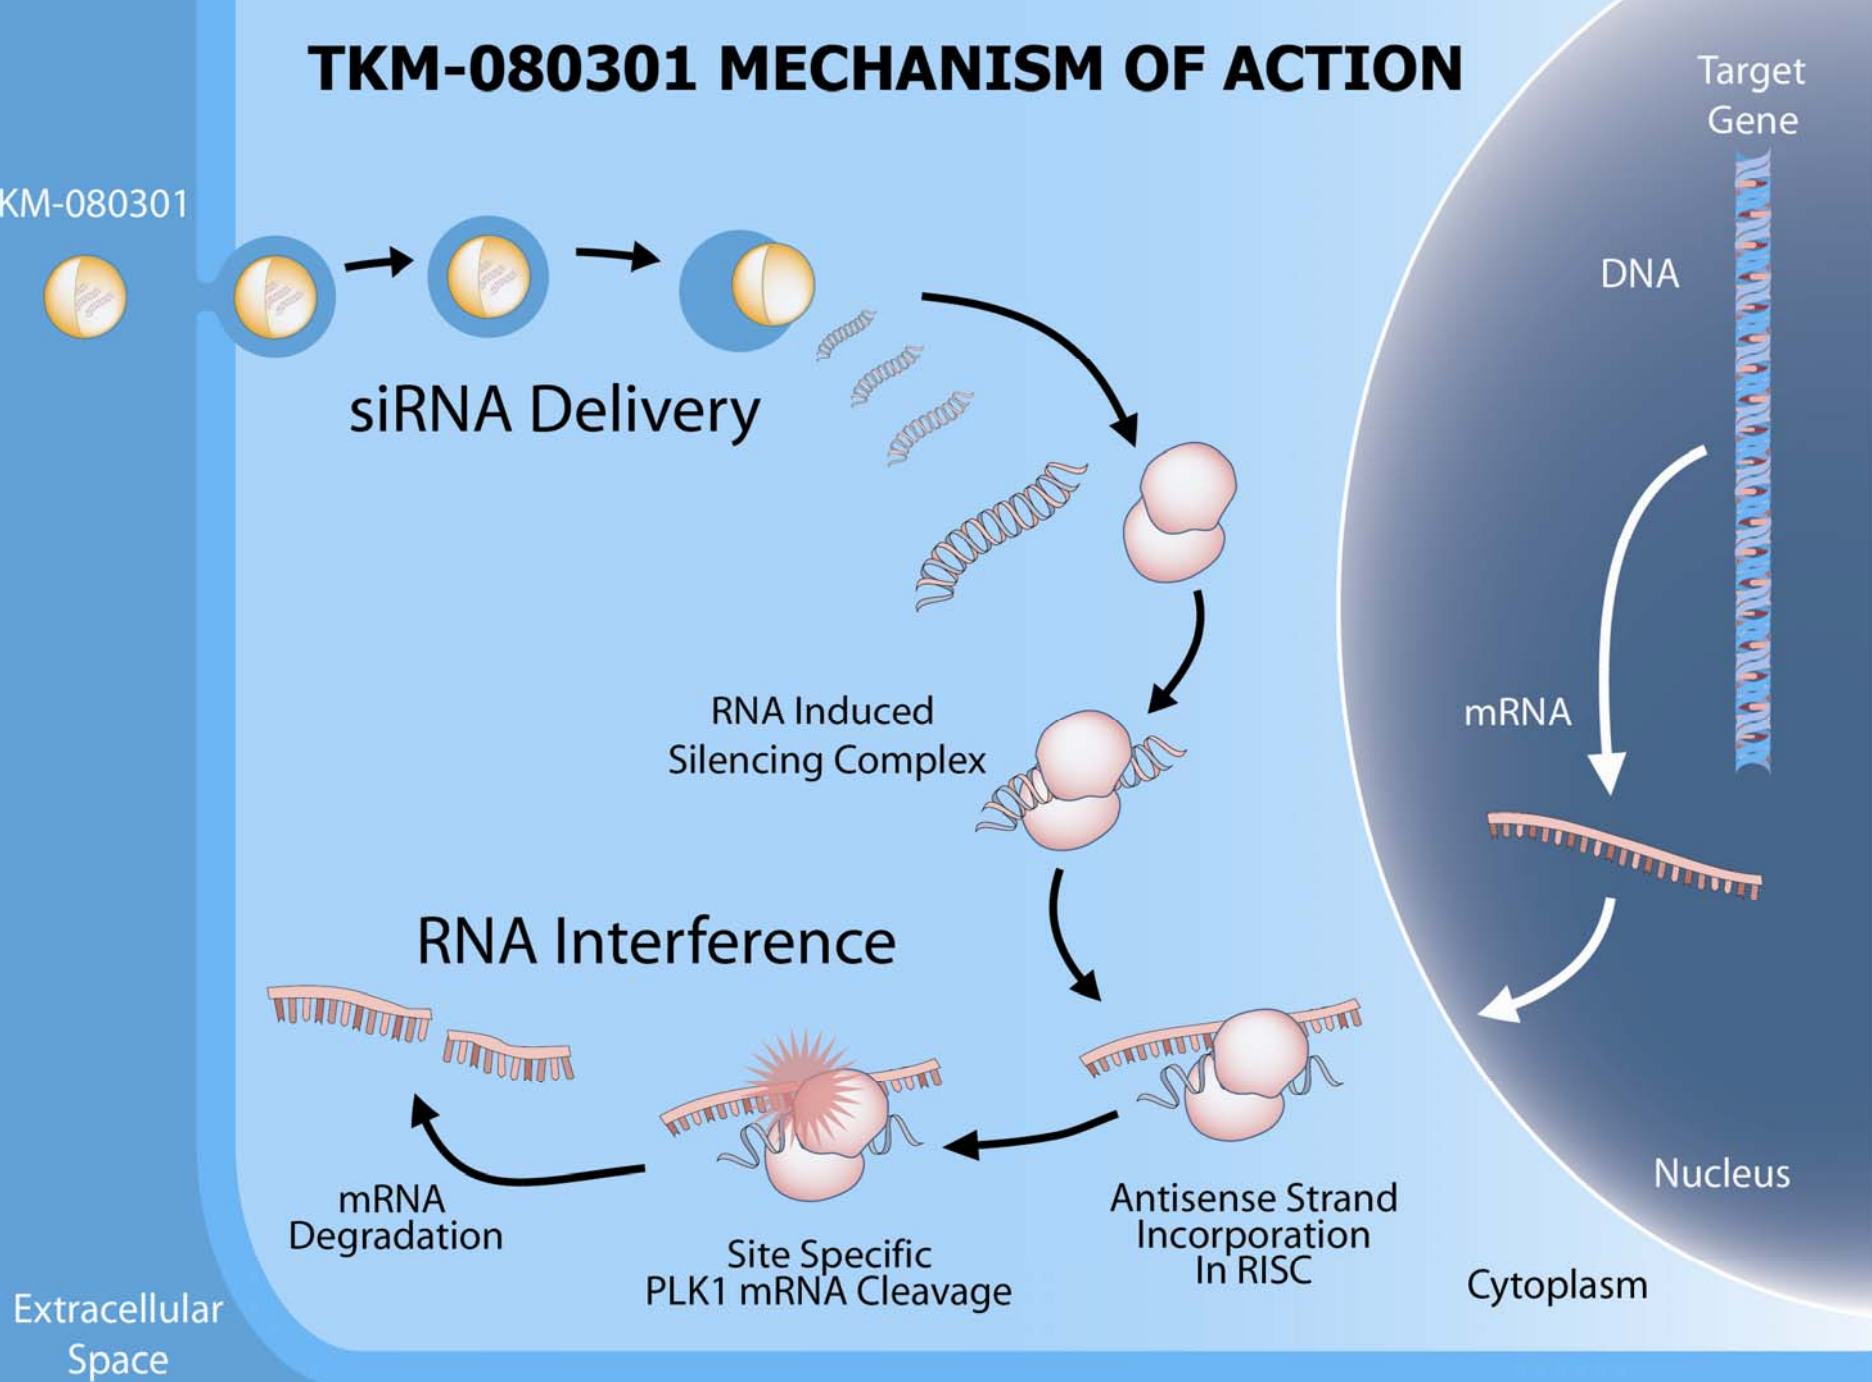 TKM-080301 MECHANISM OF ACTION
Target
Gene
KM-080301
DNA
siRNA Delivery
RNA Induced
Silencing Complex
mRNA
RNA Interference
mRNA
Degradation
Site Specific
PLK1 mRNA Cleavage
Antisense Strand
Incorporation
In RISC
Nucleus
Cytoplasm
Extracellular
Space